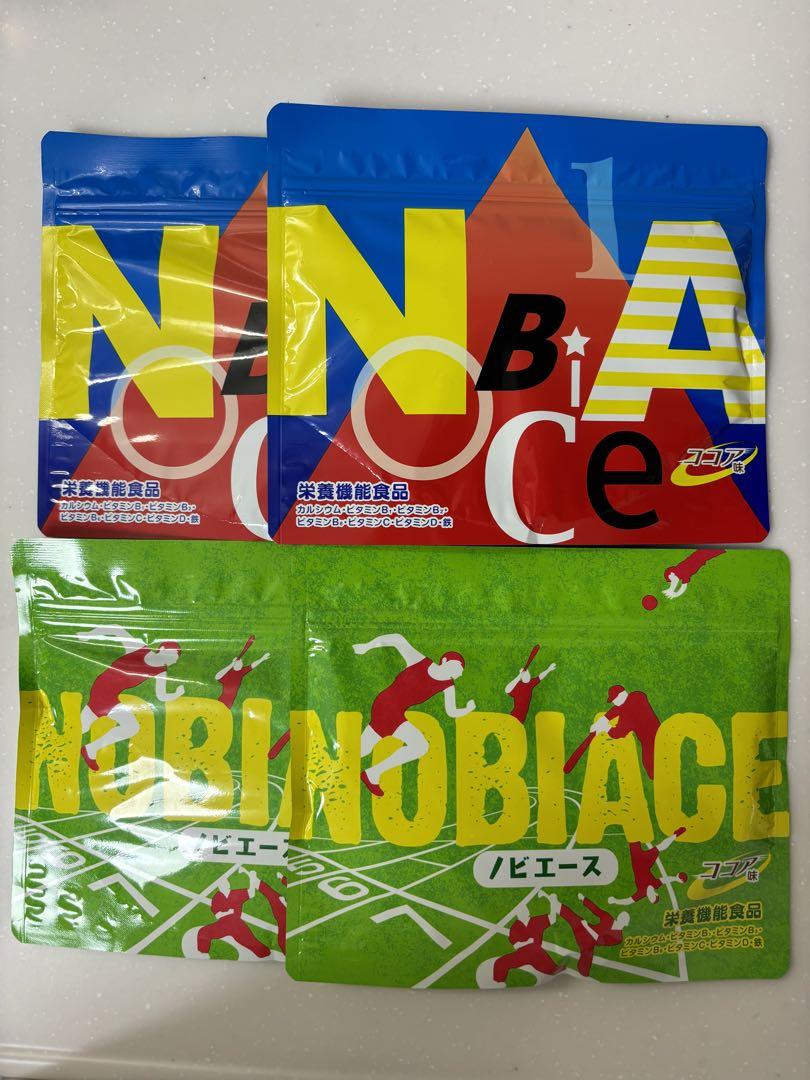 N
B
C
栄養機能食品
カルシウム・ビタミンB₁・ビタミンB₂・
ビタミンB₆・ビタミンC・ビタミンD・鉄
1
NOBiA
Ce
ココア味
栄養機能食品
カルシウム・ビタミンB₁・ビタミンB₂・
ビタミンB₆・ビタミンC・ビタミンD・鉄
NOBI
ノビエー
NOBIACE
ノビエース
ココア味
栄養機能食品
カルシウム・ビタミンB₁・ビタミンB₂・
ビタミンB₆・ビタミンC・ビタミンD・鉄